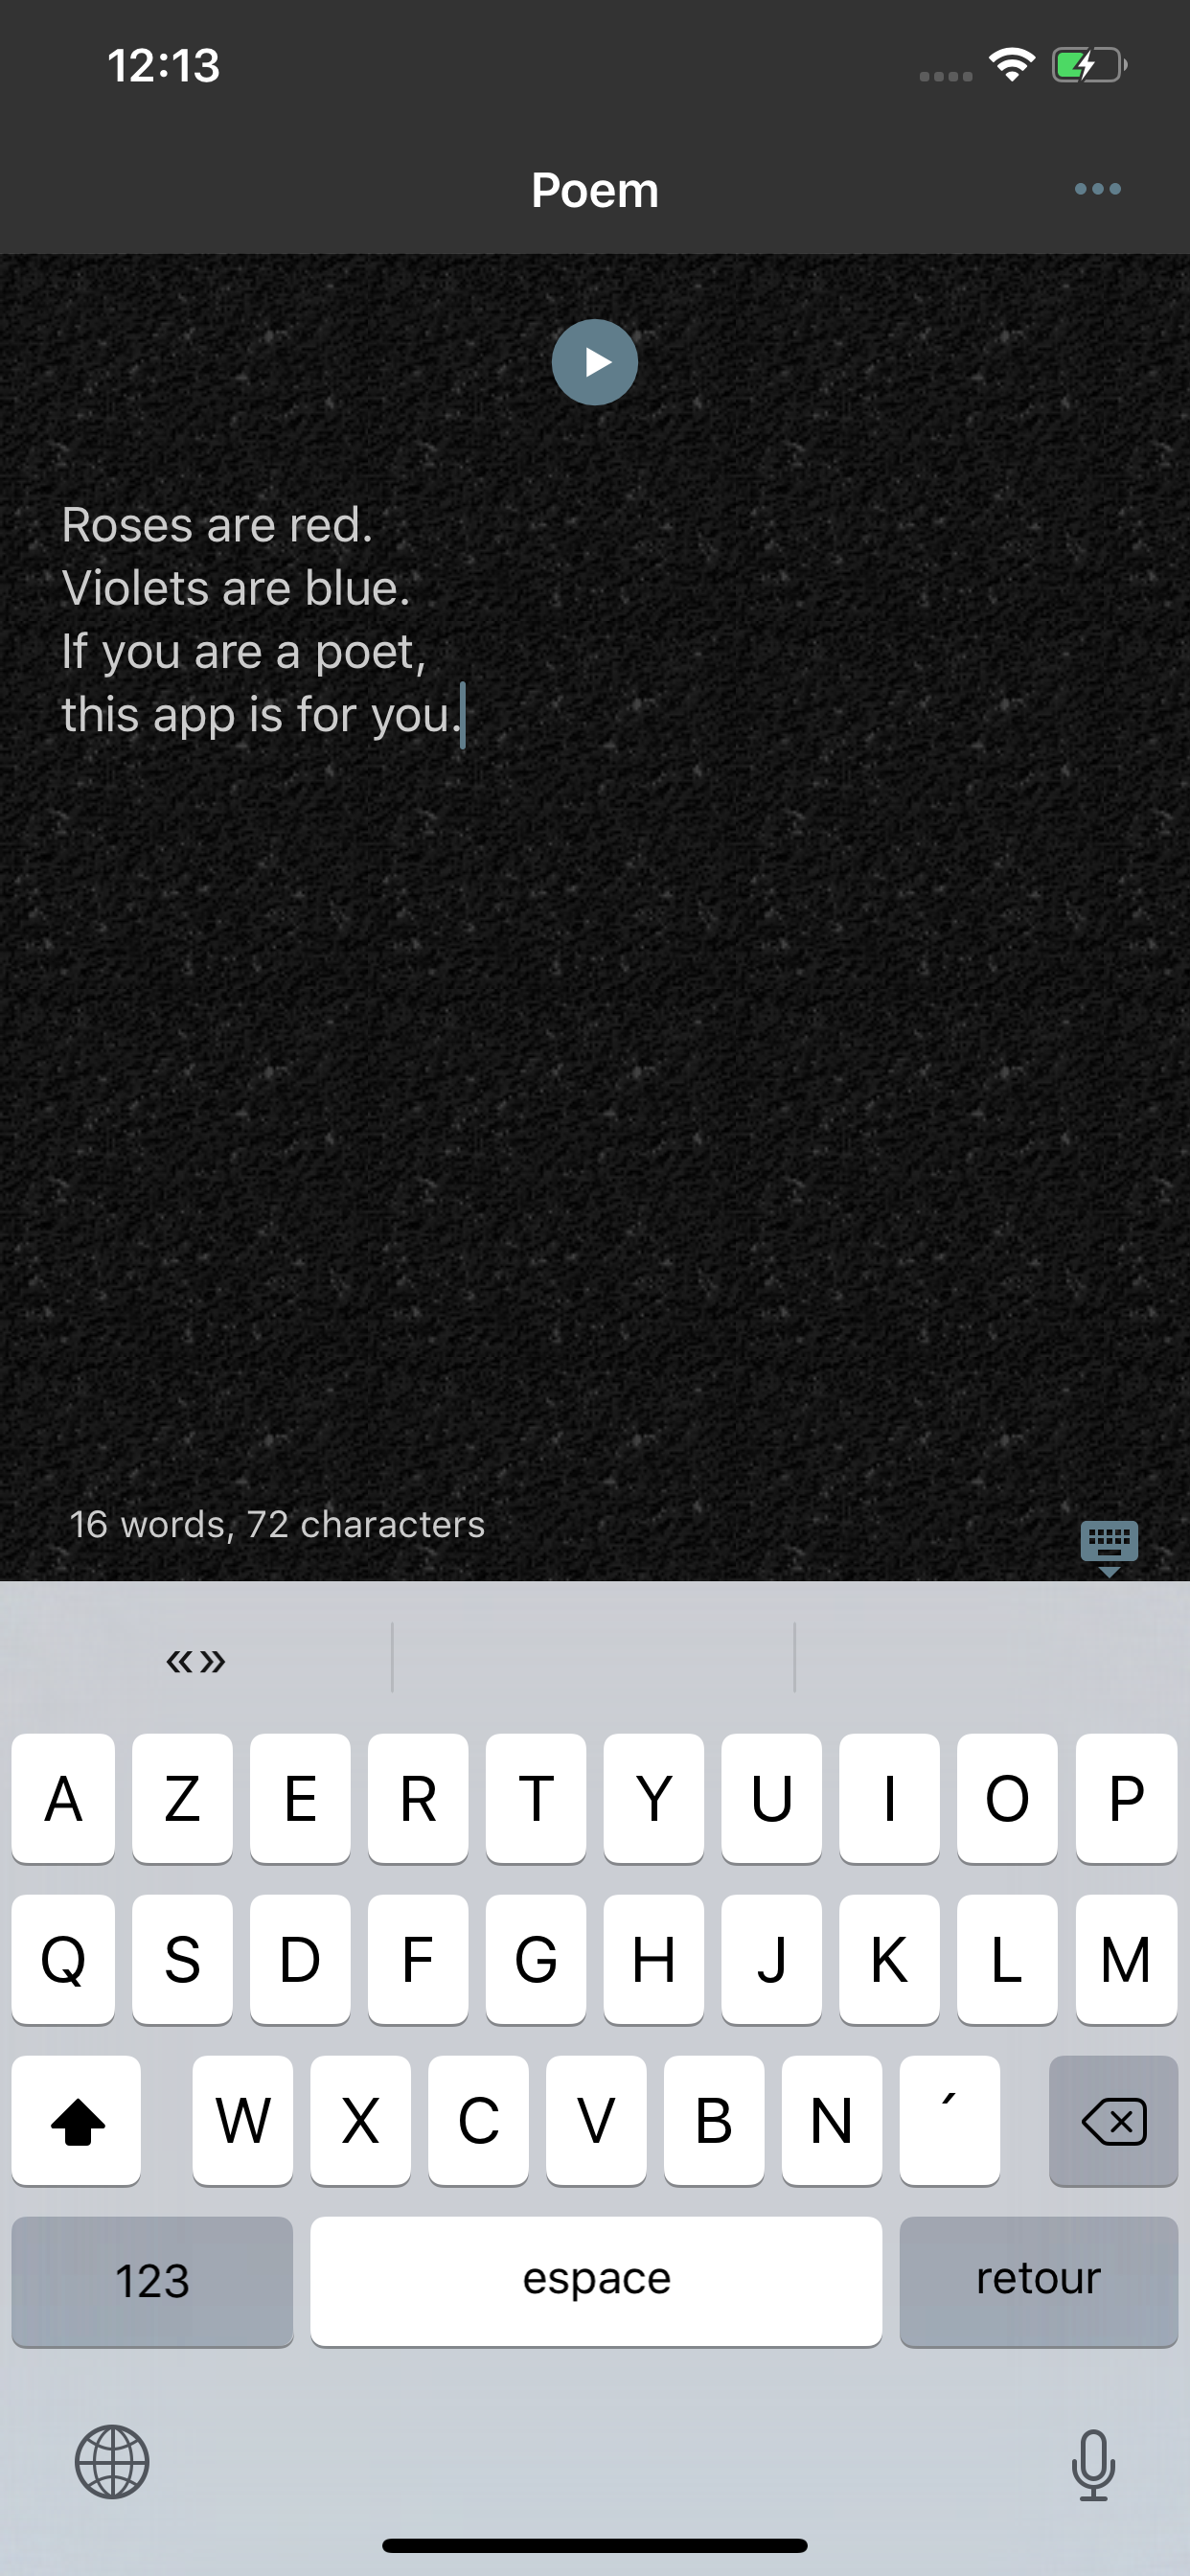 12:13
Poem
Roses are red.
Violets are blue.
If you are a poet,
this app is for you.
16 words, 72 characters
«»
A Z E R T Y U I O P
Q S D F G H J K L M
W X C V B N ´
123 espace retour